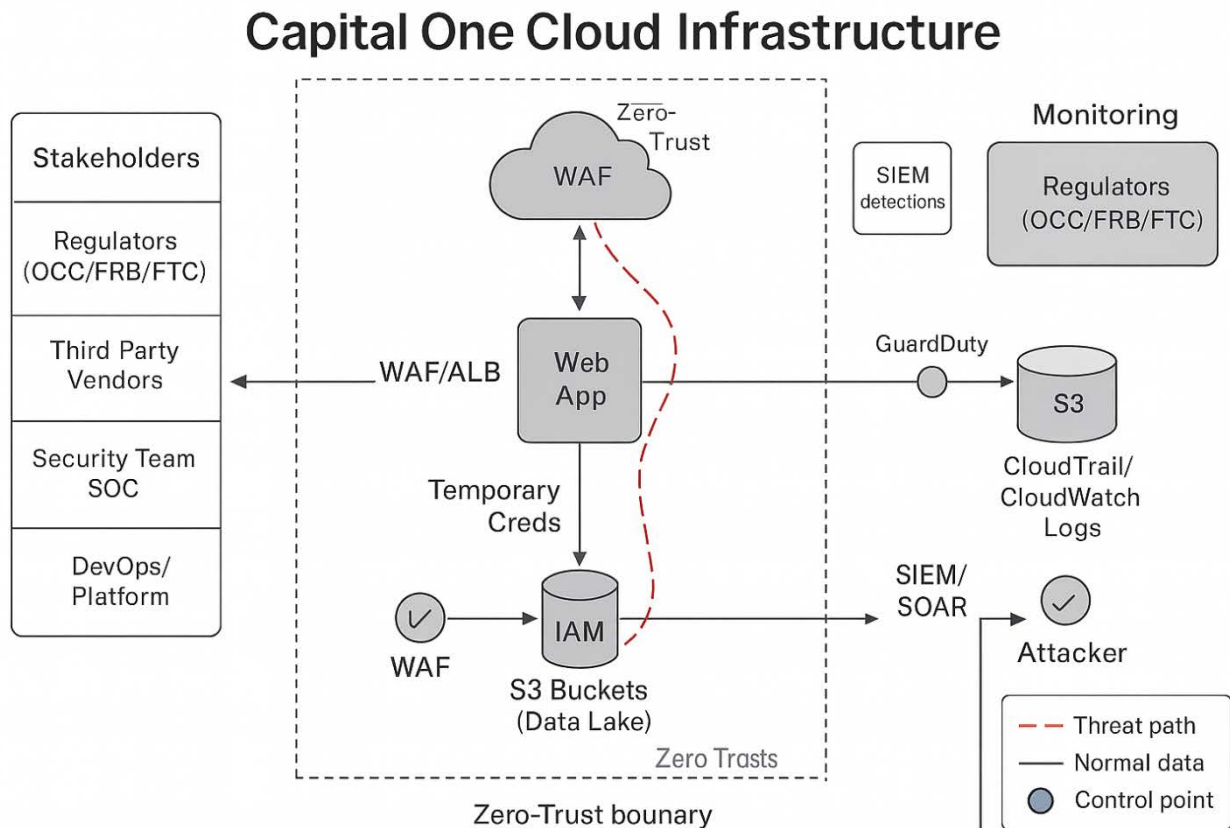 Capital One Cloud Infrastructure
Stakeholders
Regulators
(OCC/FRB/FTC)
Third Party
Vendors
Security Team
SOC
DevOps/
Platform
Zero-
Trust
WAF
WAF/ALB
Web
App
Temporary
Creds
WAF
IAM
S3 Buckets
(Data Lake)
Zero Trasts
Zero-Trust bounary
Monitoring
SIEM
detections
Regulators
(OCC/FRB/FTC)
GuardDuty
S3
CloudTrail/
CloudWatch
Logs
SIEM/
SOAR
Attacker
Threat path
Normal data
Control point